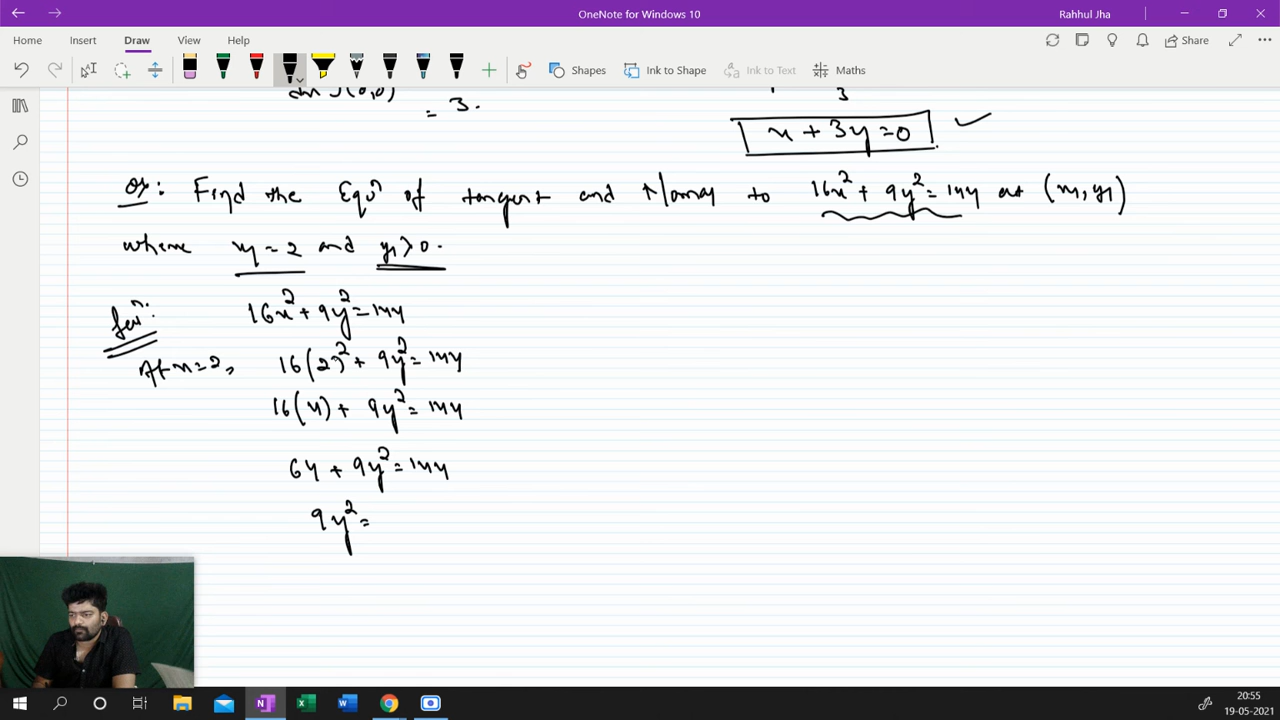 OneNote for Windows 10
Rahhul Jha
Home Insert Draw View Help
Share
Shapes Ink to Shape Ink to Text Maths
3
= 3.
x + 3y = 0
Find the Equn of tangent and Normal to 16x² + 9y² = 144 at (x1, y1)
where x1 = 2 and y1 > 0.
Soln:
16x² + 9y² = 144
At x = 2, 16(2)² + 9y² = 144
16(4) + 9y² = 144
64 + 9y² = 144
9y² =
20:55
19-05-2021